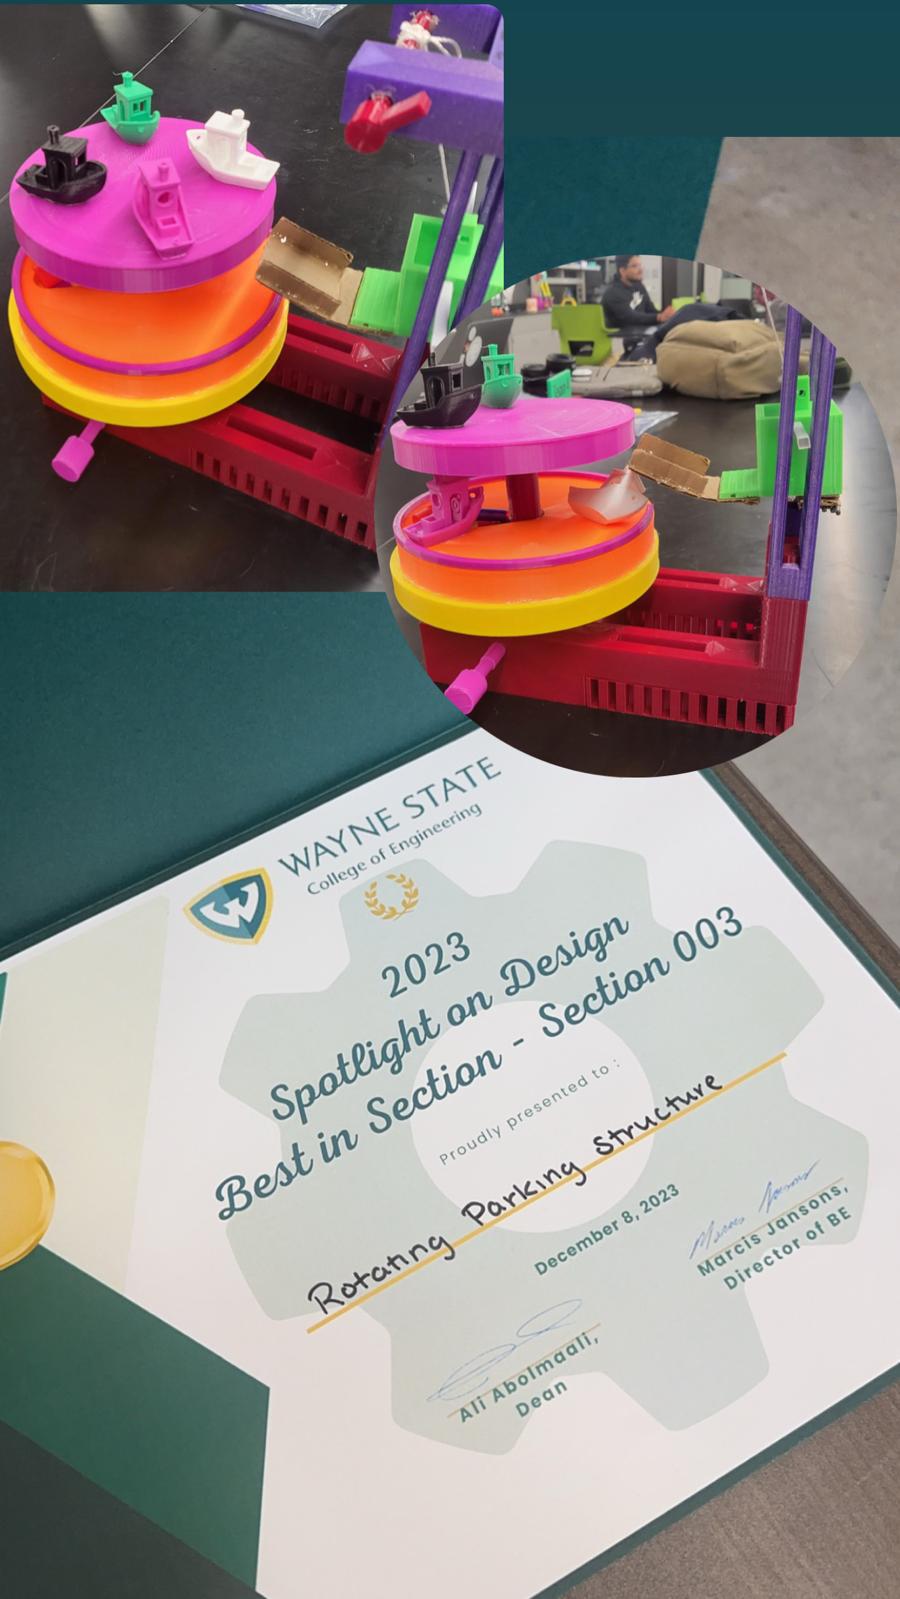 WAYNE STATE
College of Engineering
2023
Spotlight on Design
Best in Section - Section 003
Proudly presented to :
Rotating Parking Structure
December 8, 2023
Marcis Jansons,
Director of BE
Ali Abolmaali,
Dean